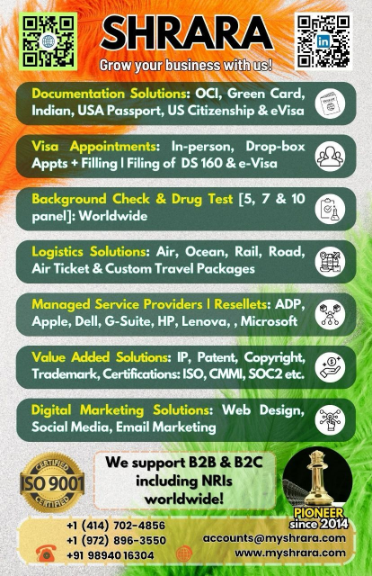 SHRARA
Grow your business with us!
Documentation Solutions: OCI, Green Card,
Indian, USA Passport, US Citizenship & eVisa
Visa Appointments: In-person, Drop-box
Appts + Filling | Filing of DS 160 & e-Visa
Background Check & Drug Test [5, 7 & 10
panel]: Worldwide
Logistics Solutions: Air, Ocean, Rail, Road,
Air Ticket & Custom Travel Packages
Managed Service Providers | Resellets: ADP,
Apple, Dell, G-Suite, HP, Lenova, , Microsoft
Value Added Solutions: IP, Patent, Copyright,
Trademark, Certifications: ISO, CMMI, SOC2 etc.
Digital Marketing Solutions: Web Design,
Social Media, Email Marketing
CERTIFIED
ISO 9001
CERTIFIED
We support B2B & B2C
including NRIs
worldwide!
PIONEER
since 2014
+1 (414) 702-4856
+1 (972) 896-3550
+91 98940 16304
accounts@myshrara.com
www.myshrara.com